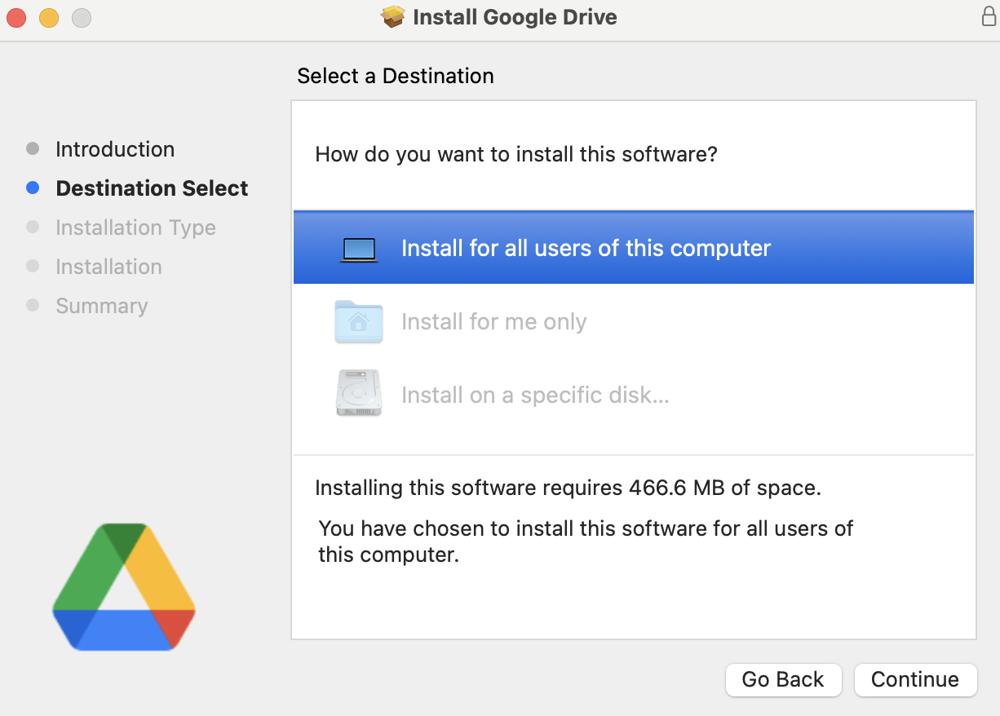 Install Google Drive
Select a Destination
Introduction
Destination Select
Installation Type
Installation
Summary
How do you want to install this software?
Install for all users of this computer
Install for me only
Install on a specific disk...
Installing this software requires 466.6 MB of space.
You have chosen to install this software for all users of
this computer.
Go Back
Continue